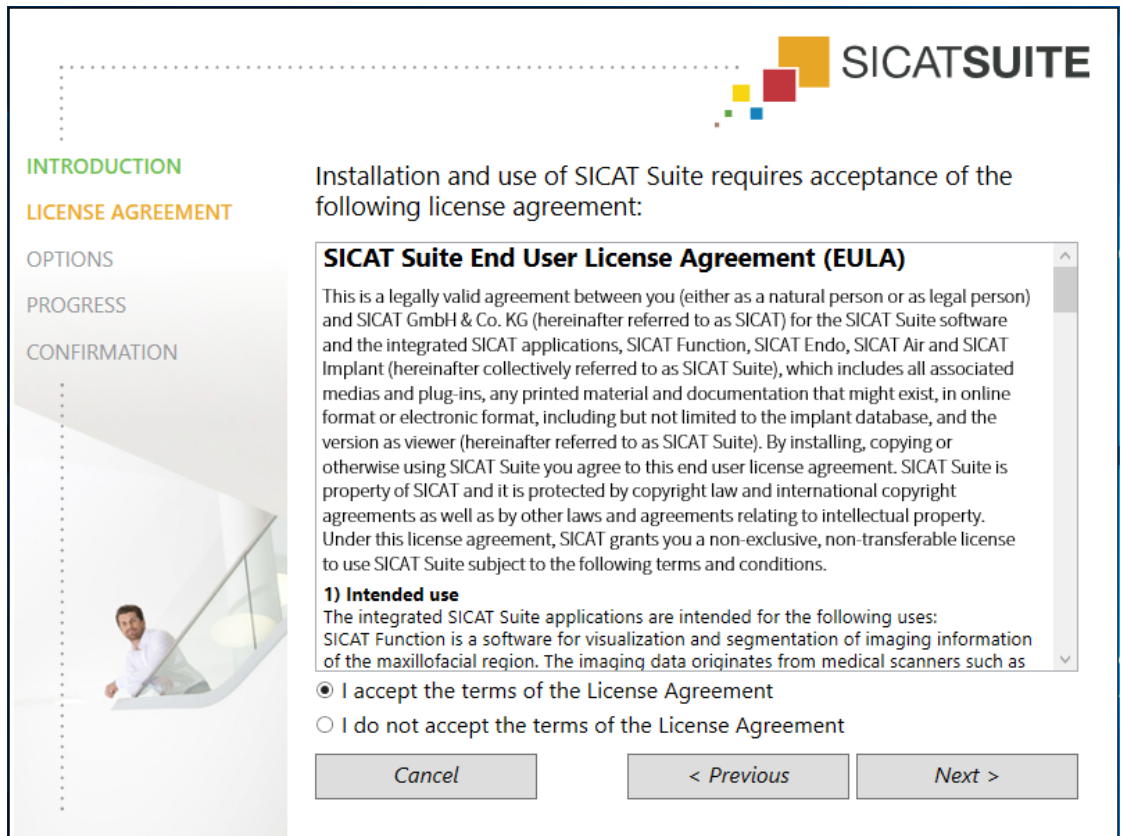 SICATSUITE
INTRODUCTION
LICENSE AGREEMENT
OPTIONS
PROGRESS
CONFIRMATION
Installation and use of SICAT Suite requires acceptance of the
following license agreement:
SICAT Suite End User License Agreement (EULA)
This is a legally valid agreement between you (either as a natural person or as legal person)
and SICAT GmbH & Co. KG (hereinafter referred to as SICAT) for the SICAT Suite software
and the integrated SICAT applications, SICAT Function, SICAT Endo, SICAT Air and SICAT
Implant (hereinafter collectively referred to as SICAT Suite), which includes all associated
medias and plug-ins, any printed material and documentation that might exist, in online
format or electronic format, including but not limited to the implant database, and the
version as viewer (hereinafter referred to as SICAT Suite). By installing, copying or
otherwise using SICAT Suite you agree to this end user license agreement. SICAT Suite is
property of SICAT and it is protected by copyright law and international copyright
agreements as well as by other laws and agreements relating to intellectual property.
Under this license agreement, SICAT grants you a non-exclusive, non-transferable license
to use SICAT Suite subject to the following terms and conditions.
1) Intended use
The integrated SICAT Suite applications are intended for the following uses:
SICAT Function is a software for visualization and segmentation of imaging information
of the maxillofacial region. The imaging data originates from medical scanners such as
I accept the terms of the License Agreement
I do not accept the terms of the License Agreement
Cancel
< Previous
Next >